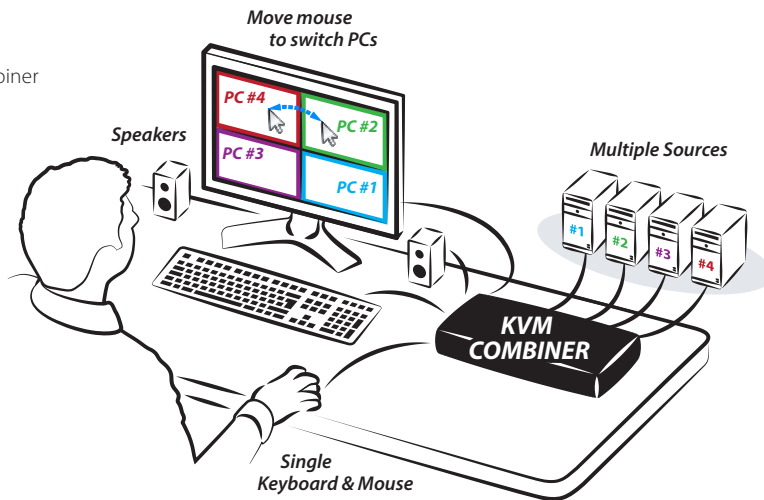 Move mouse
to switch PCs
biner
PC #4
PC #2
Speakers
PC #3
PC #1
Multiple Sources
#1
#2
#3
#4
KVM
COMBINER
Single
Keyboard & Mouse